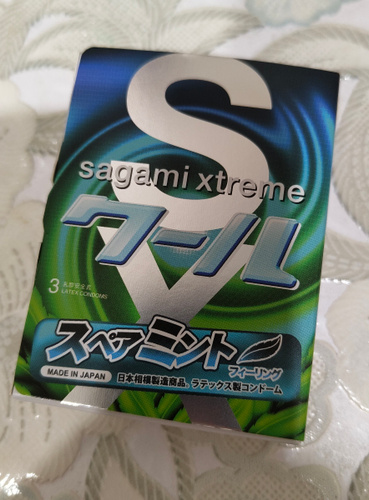 SX
sagami xtreme
クール
3
LATEX CONDOMS
スペアミント
フィーリング
MADE IN JAPAN
日本相模製造商品, ラテックス製コンドーム